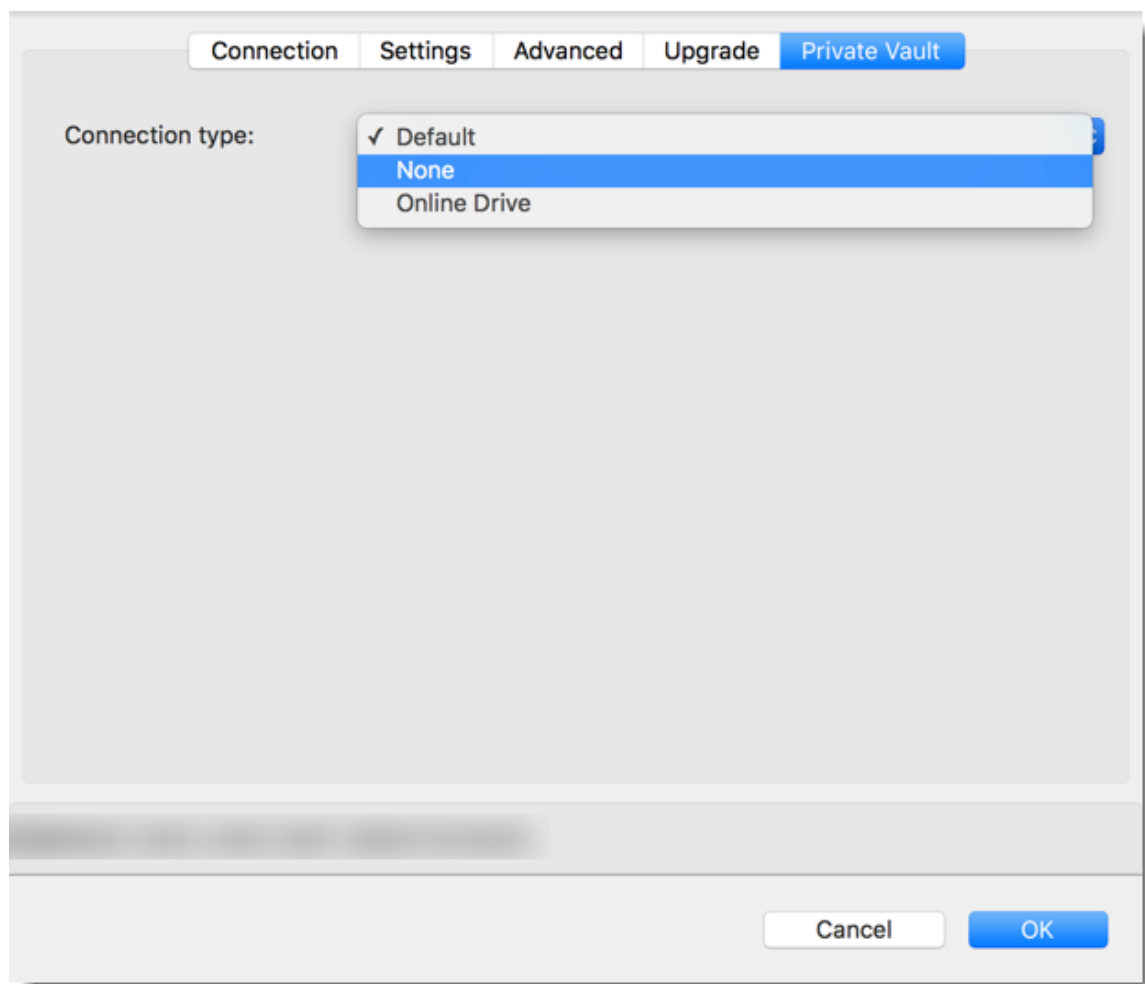 Connection Settings Advanced Upgrade Private Vault
Connection type:
✓ Default
None
Online Drive
Cancel OK